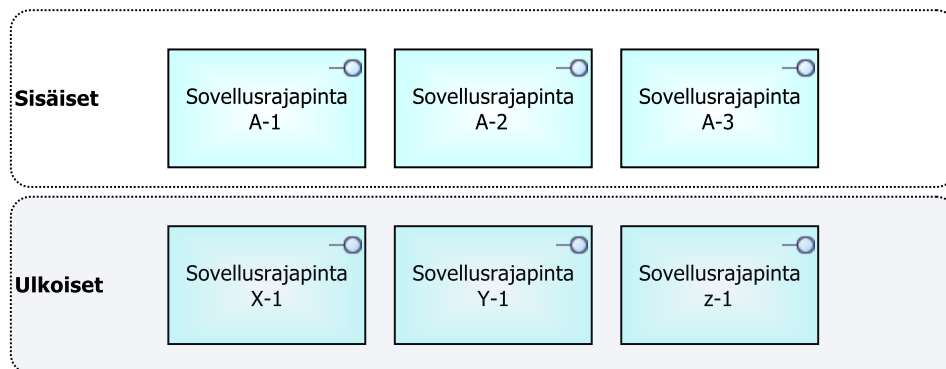 Sisäiset
Sovellusrajapinta
A-1
Sovellusrajapinta
A-2
Sovellusrajapinta
A-3
Ulkoiset
Sovellusrajapinta
X-1
Sovellusrajapinta
Y-1
Sovellusrajapinta
z-1